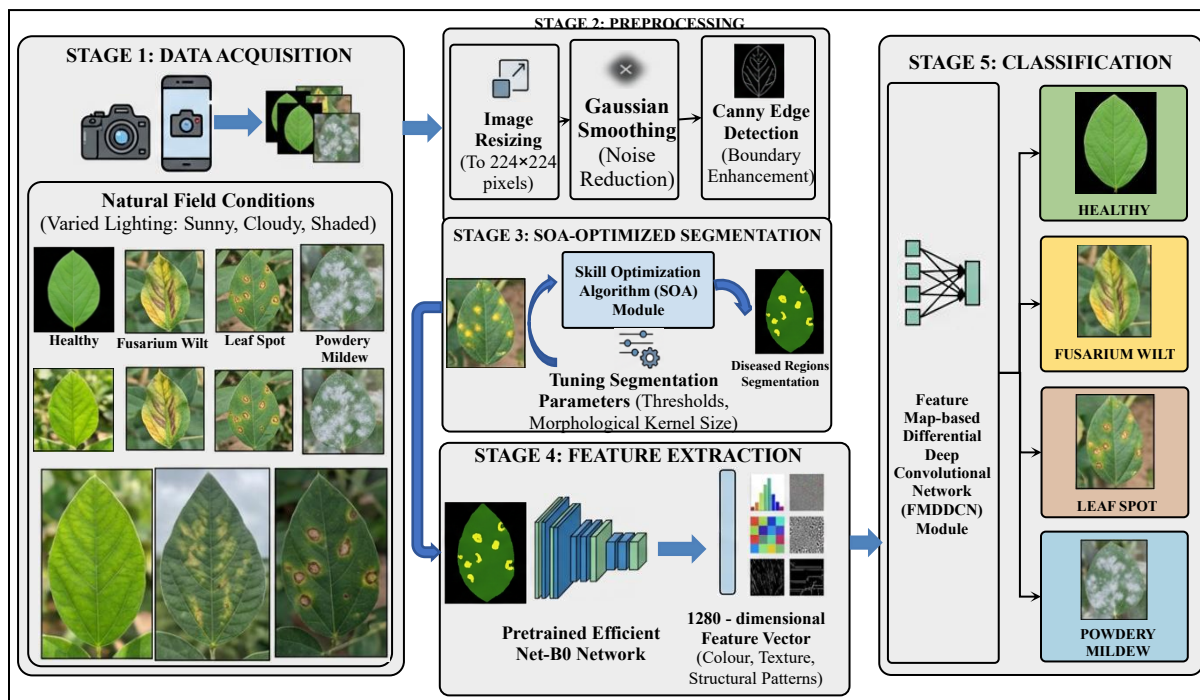 STAGE 1: DATA ACQUISITION
Natural Field Conditions
(Varied Lighting: Sunny, Cloudy, Shaded)
Healthy
Fusarium Wilt
Leaf Spot
Powdery
Mildew
STAGE 2: PREPROCESSING
Image
Resizing
(To 224×224
pixels)
Gaussian
Smoothing
(Noise
Reduction)
Canny Edge
Detection
(Boundary
Enhancement)
STAGE 3: SOA-OPTIMIZED SEGMENTATION
Skill Optimization
Algorithm (SOA)
Module
Tuning Segmentation
Parameters (Thresholds,
Morphological Kernel Size)
Diseased Regions
Segmentation
STAGE 4: FEATURE EXTRACTION
Pretrained Efficient
Net-B0 Network
1280 - dimensional
Feature Vector
(Colour, Texture,
Structural Patterns)
STAGE 5: CLASSIFICATION
Feature
Map-based
Differential
Deep
Convolutional
Network
(FMDDCN)
Module
HEALTHY
FUSARIUM WILT
LEAF SPOT
POWDERY
MILDEW